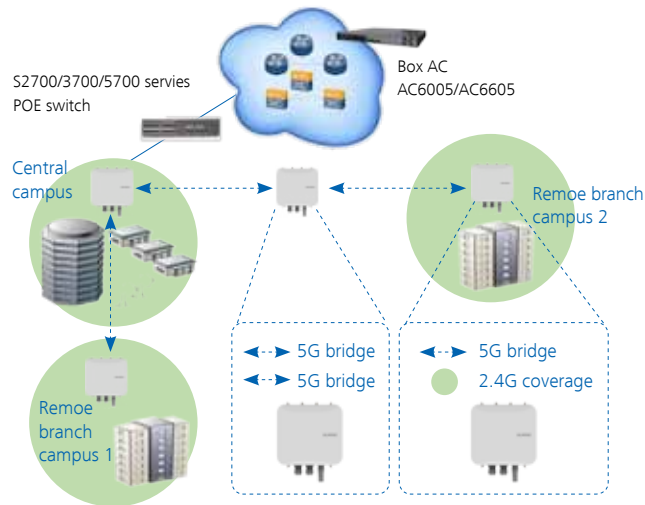 S2700/3700/5700 servies
POE switch
Box AC
AC6005/AC6605
Central
campus
Remoe branch
campus 2
5G bridge
5G bridge
5G bridge
2.4G coverage
Remoe
branch
campus 1